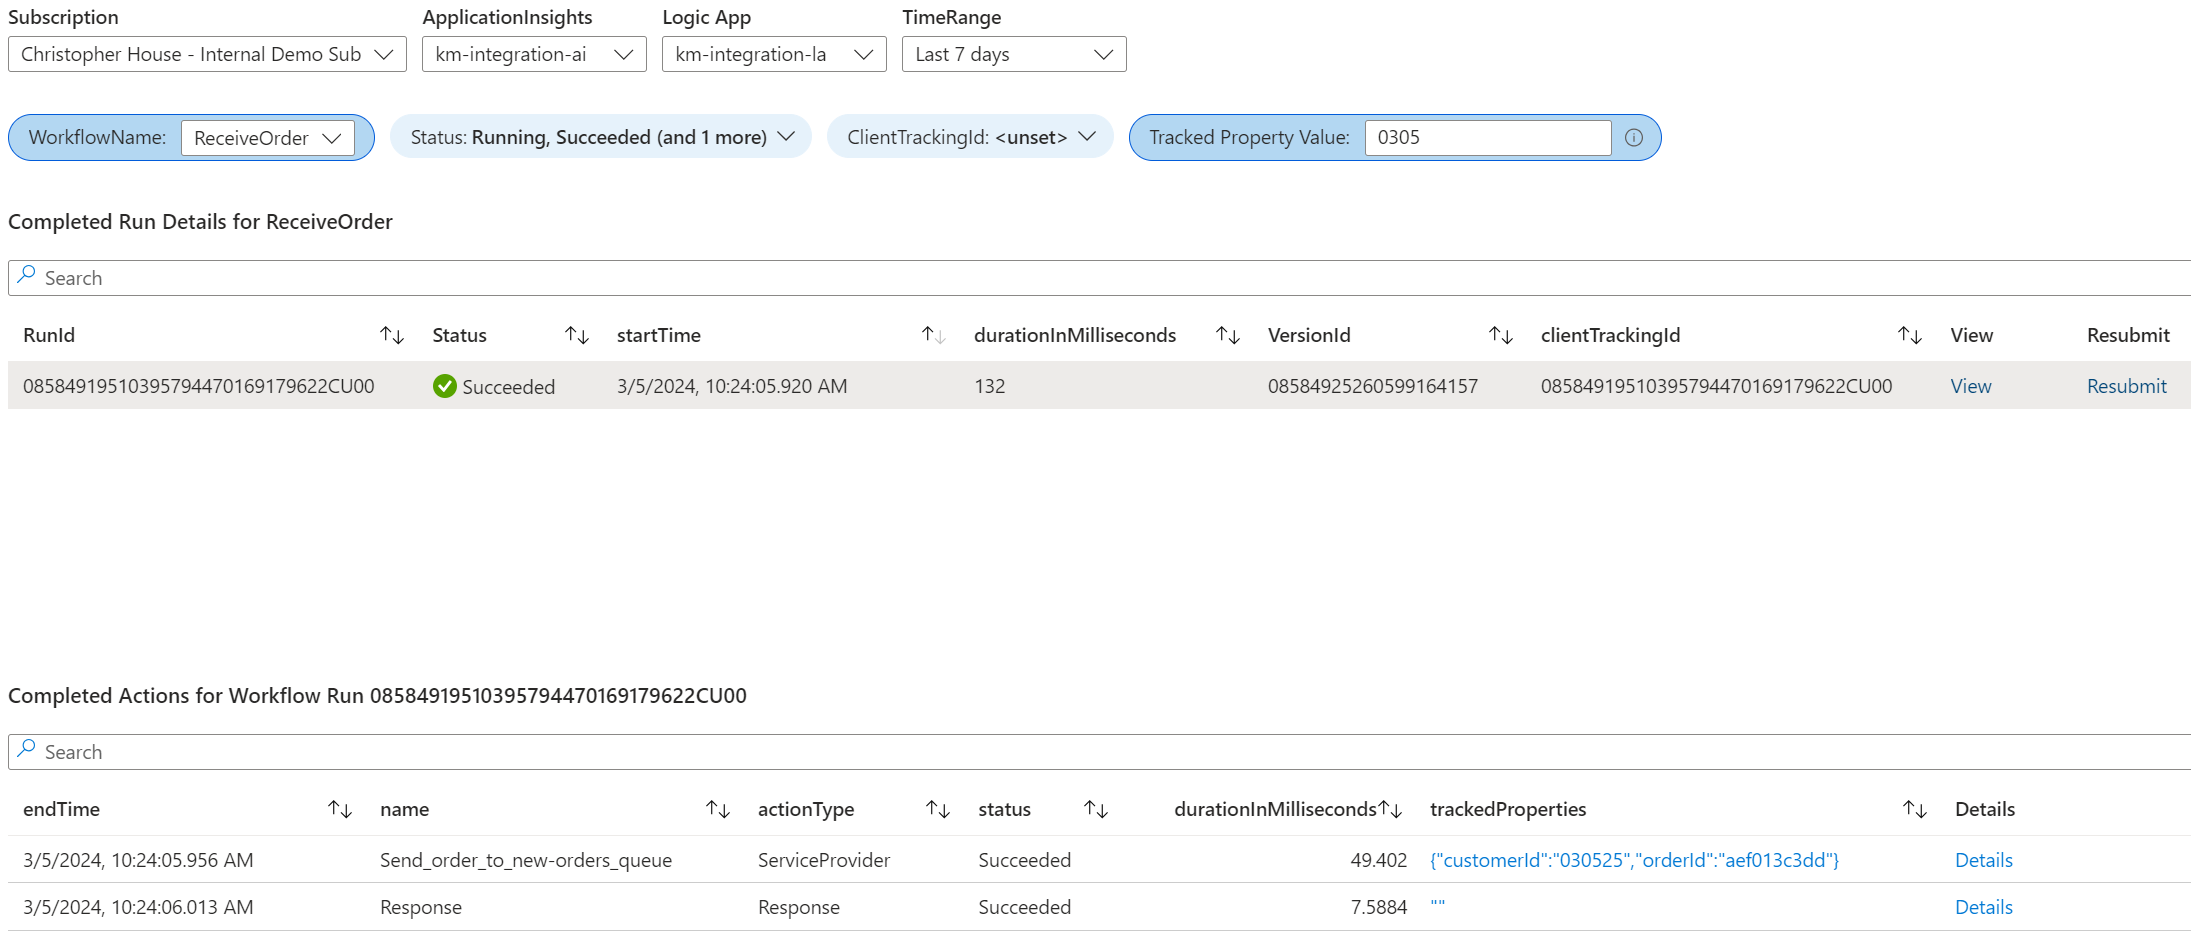 Subscription ApplicationInsights Logic App TimeRange
Christopher House - Internal Demo Sub km-integration-ai km-integration-la Last 7 days
WorkflowName: ReceiveOrder Status: Running, Succeeded (and 1 more) ClientTrackingId: <unset> Tracked Property Value: 0305
Completed Run Details for ReceiveOrder
Search
RunId Status startTime durationInMilliseconds VersionId clientTrackingId View Resubmit
08584919510395794470169179622CU00 Succeeded 3/5/2024, 10:24:05.920 AM 132 08584925260599164157 08584919510395794470169179622CU00 View Resubmit
Completed Actions for Workflow Run 08584919510395794470169179622CU00
Search
endTime name actionType status durationInMilliseconds trackedProperties Details
3/5/2024, 10:24:05.956 AM Send_order_to_new-orders_queue ServiceProvider Succeeded 49.402 {"customerId":"030525","orderId":"aef013c3dd"} Details
3/5/2024, 10:24:06.013 AM Response Response Succeeded 7.5884 "" Details